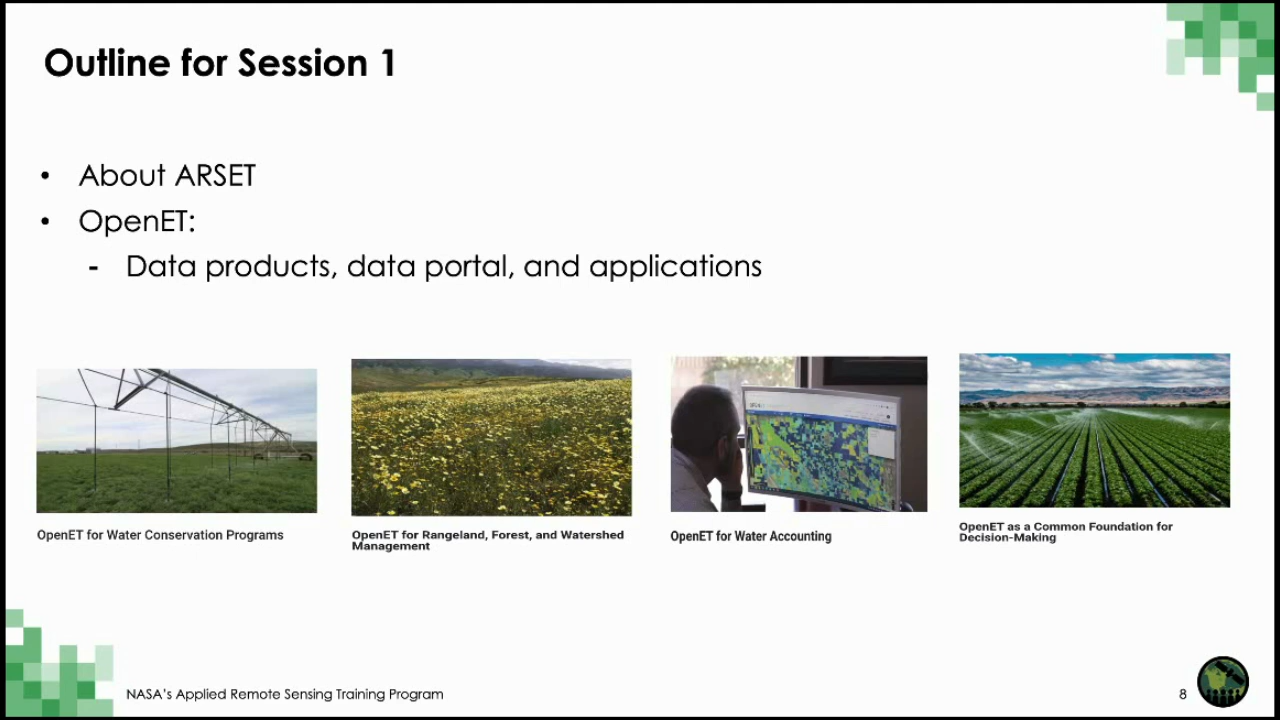 Outline for Session 1
• About ARSET
• OpenET:
- Data products, data portal, and applications
OpenET for Water Conservation Programs
OpenET for Rangeland, Forest, and Watershed
Management
OpenET for Water Accounting
OpenET as a Common Foundation for
Decision-Making
NASA's Applied Remote Sensing Training Program
8